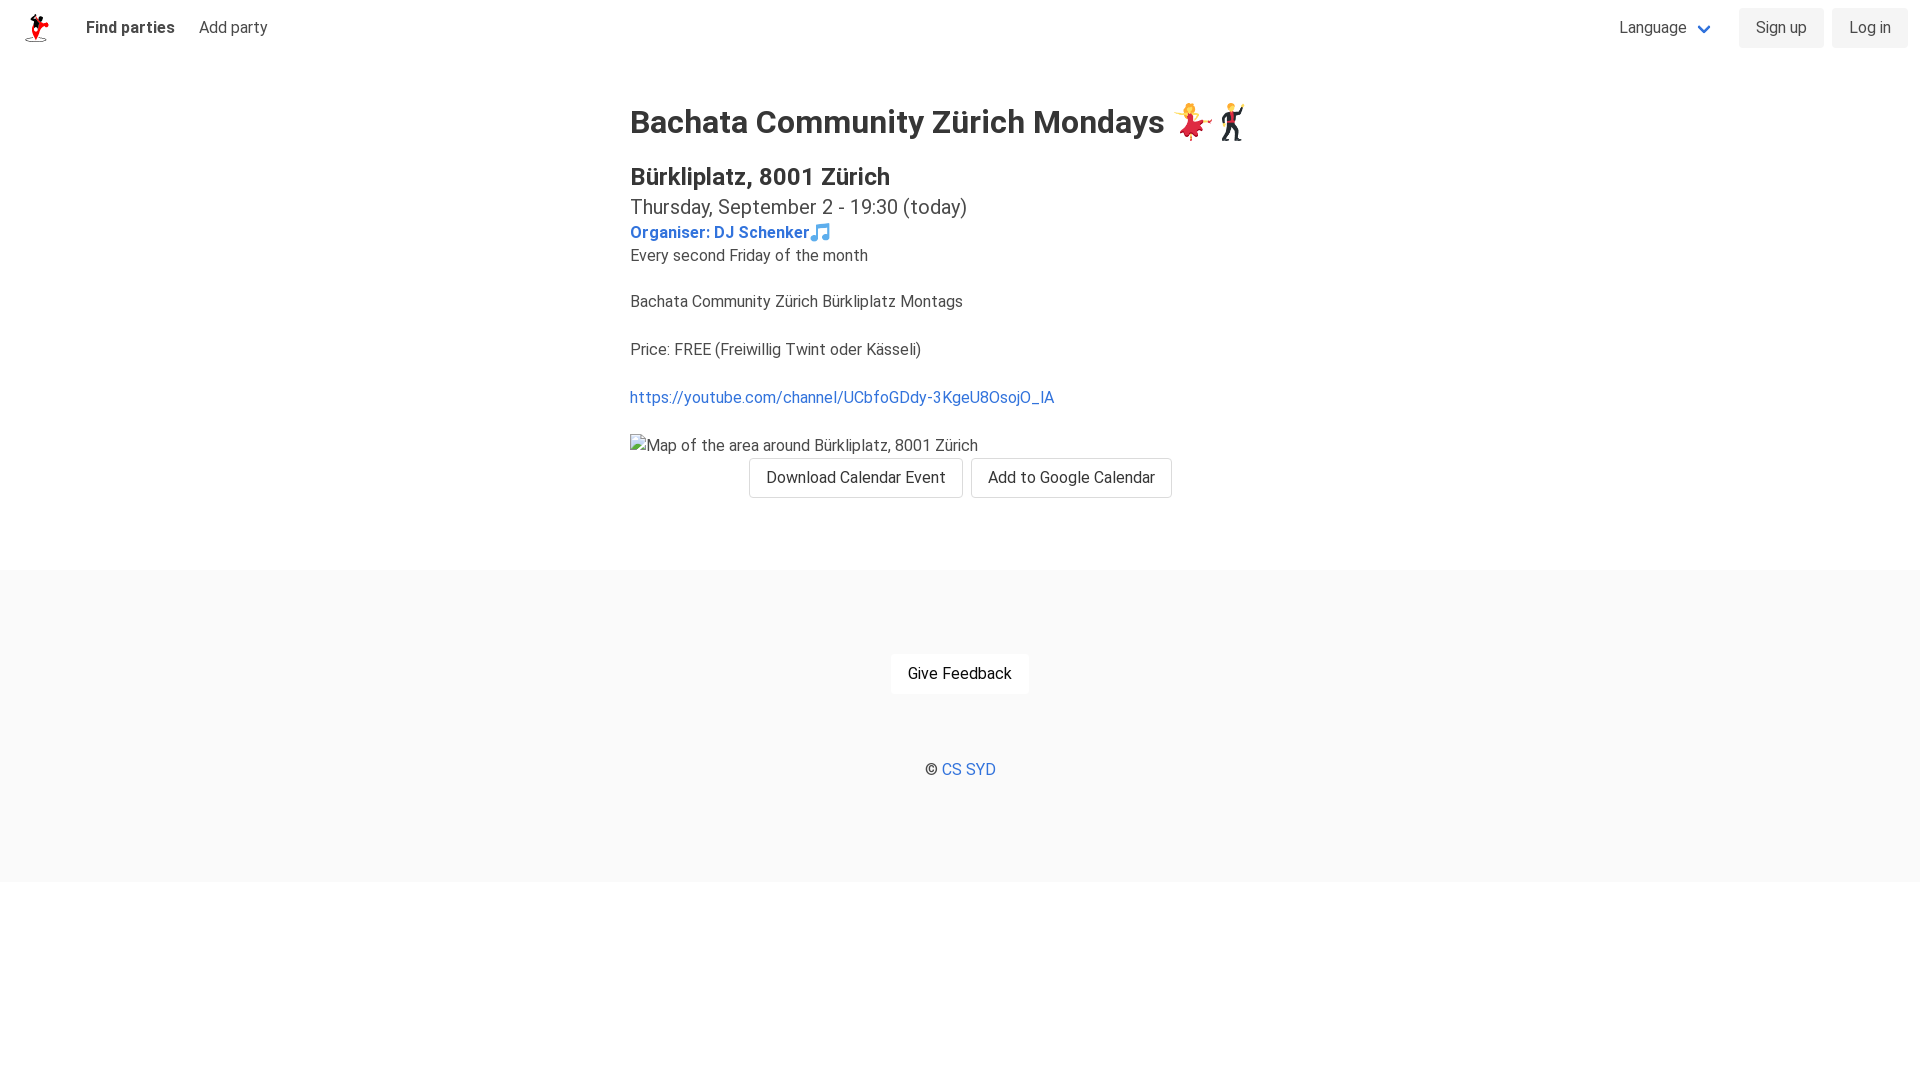 Find parties
Add party
Language
Sign up
Log in
Bachata Community Zürich Mondays 💃🕺
Bürkliplatz, 8001 Zürich
Thursday, September 2 - 19:30 (today)
Organiser: DJ Schenker🎵
Every second Friday of the month
Bachata Community Zürich Bürkliplatz Montags
Price: FREE (Freiwillig Twint oder Kässeli)
https://youtube.com/channel/UCbfoGDdy-3KgeU8OsojO_lA
Map of the area around Bürkliplatz, 8001 Zürich
Download Calendar Event
Add to Google Calendar
Give Feedback
© CS SYD